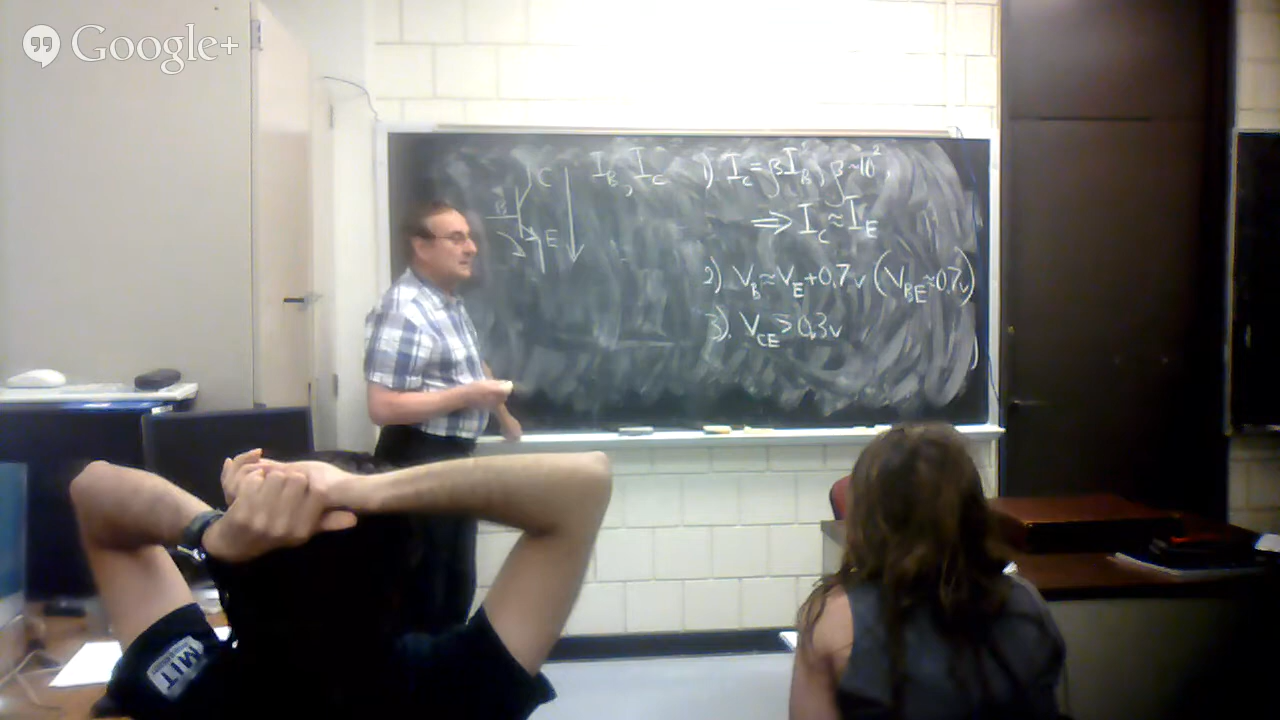 Google+
I_B, I_C
C
B
E
1). I_C = βI_B, β~10²,
⇒ I_C ≈ I_E
2) V_B ≈ V_E + 0.7v (V_BE ≈ 0.7v)
3). V_CE > 0.3v
MIT